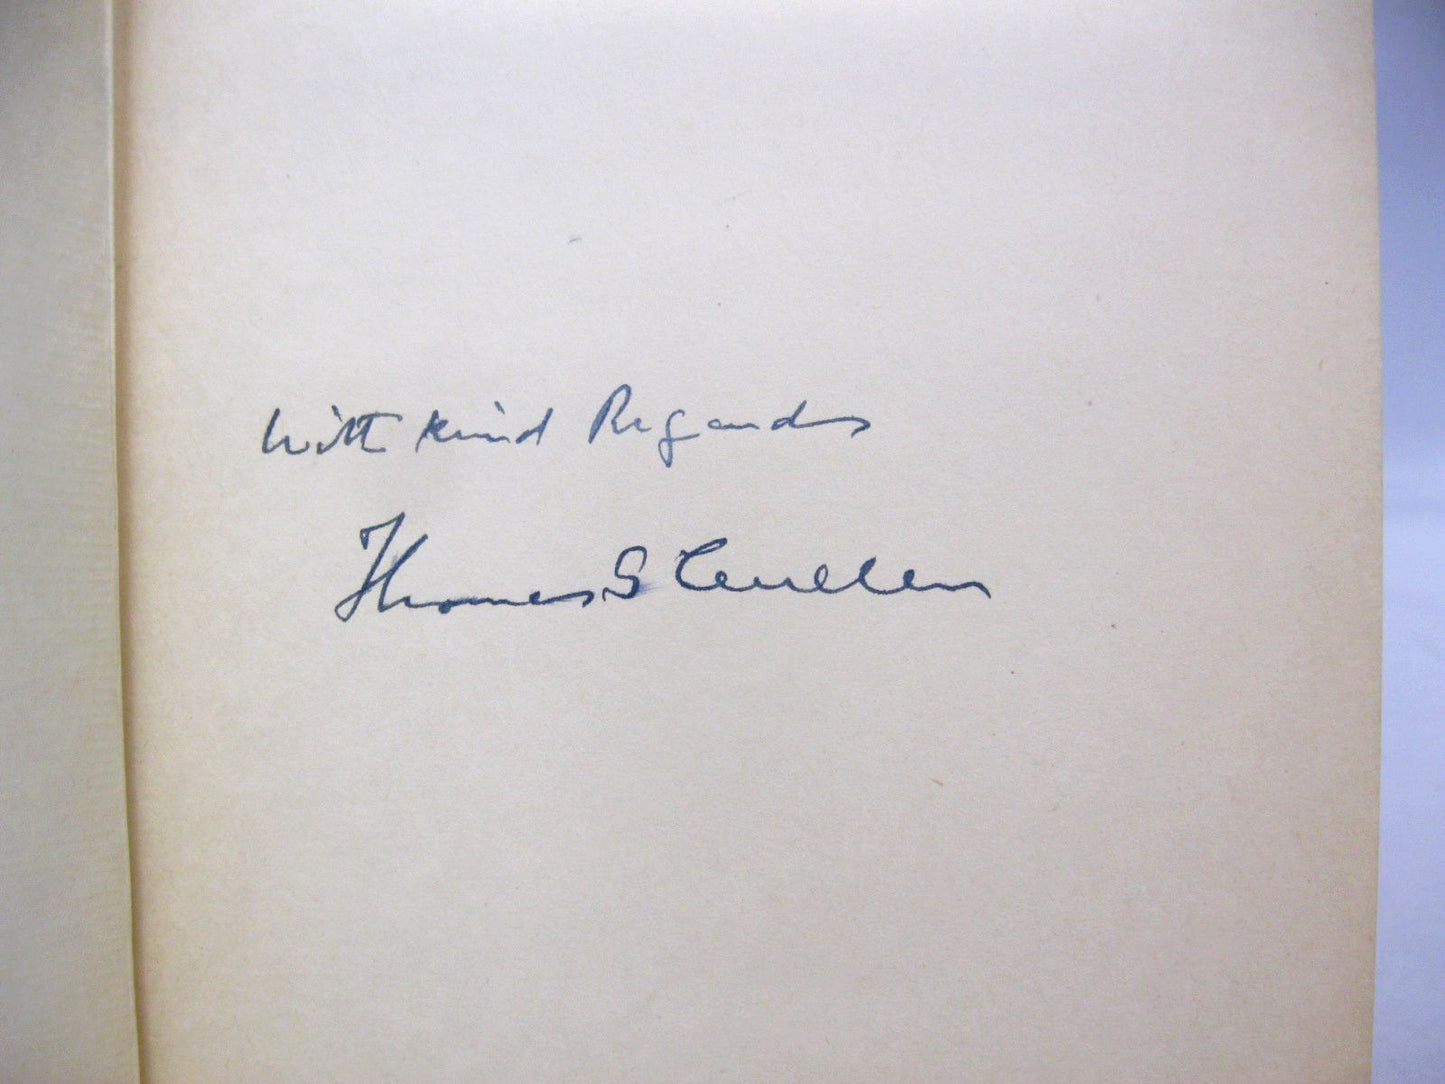 With kind Regards
Thomas S Cullen